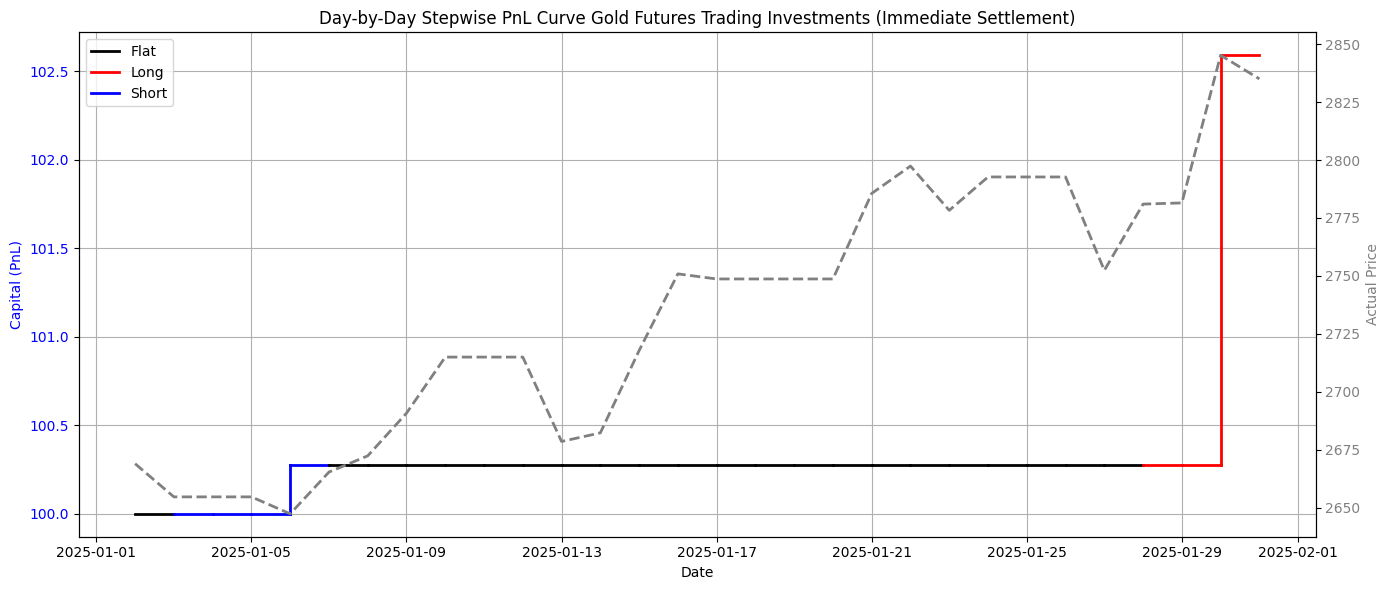 Day-by-Day Stepwise PnL Curve Gold Futures Trading Investments (Immediate Settlement)
Flat
Long
Short
Capital (PnL)
102.5
102.0
101.5
101.0
100.5
100.0
2850
2825
2800
2775
2750
2725
2700
2675
2650
Actual Price
2025-01-01 2025-01-05 2025-01-09 2025-01-13 2025-01-17 2025-01-21 2025-01-25 2025-01-29 2025-02-01
Date